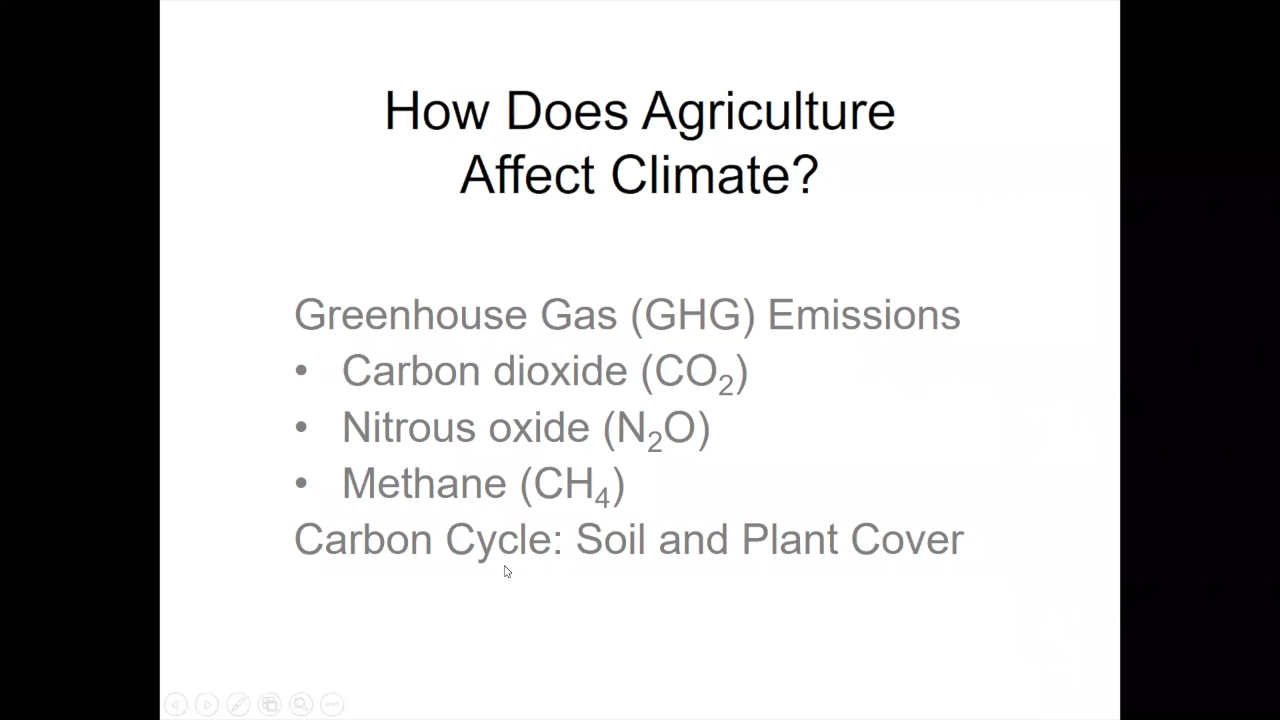 How Does Agriculture
Affect Climate?
Greenhouse Gas (GHG) Emissions
• Carbon dioxide (CO₂)
• Nitrous oxide (N₂O)
• Methane (CH₄)
Carbon Cycle: Soil and Plant Cover